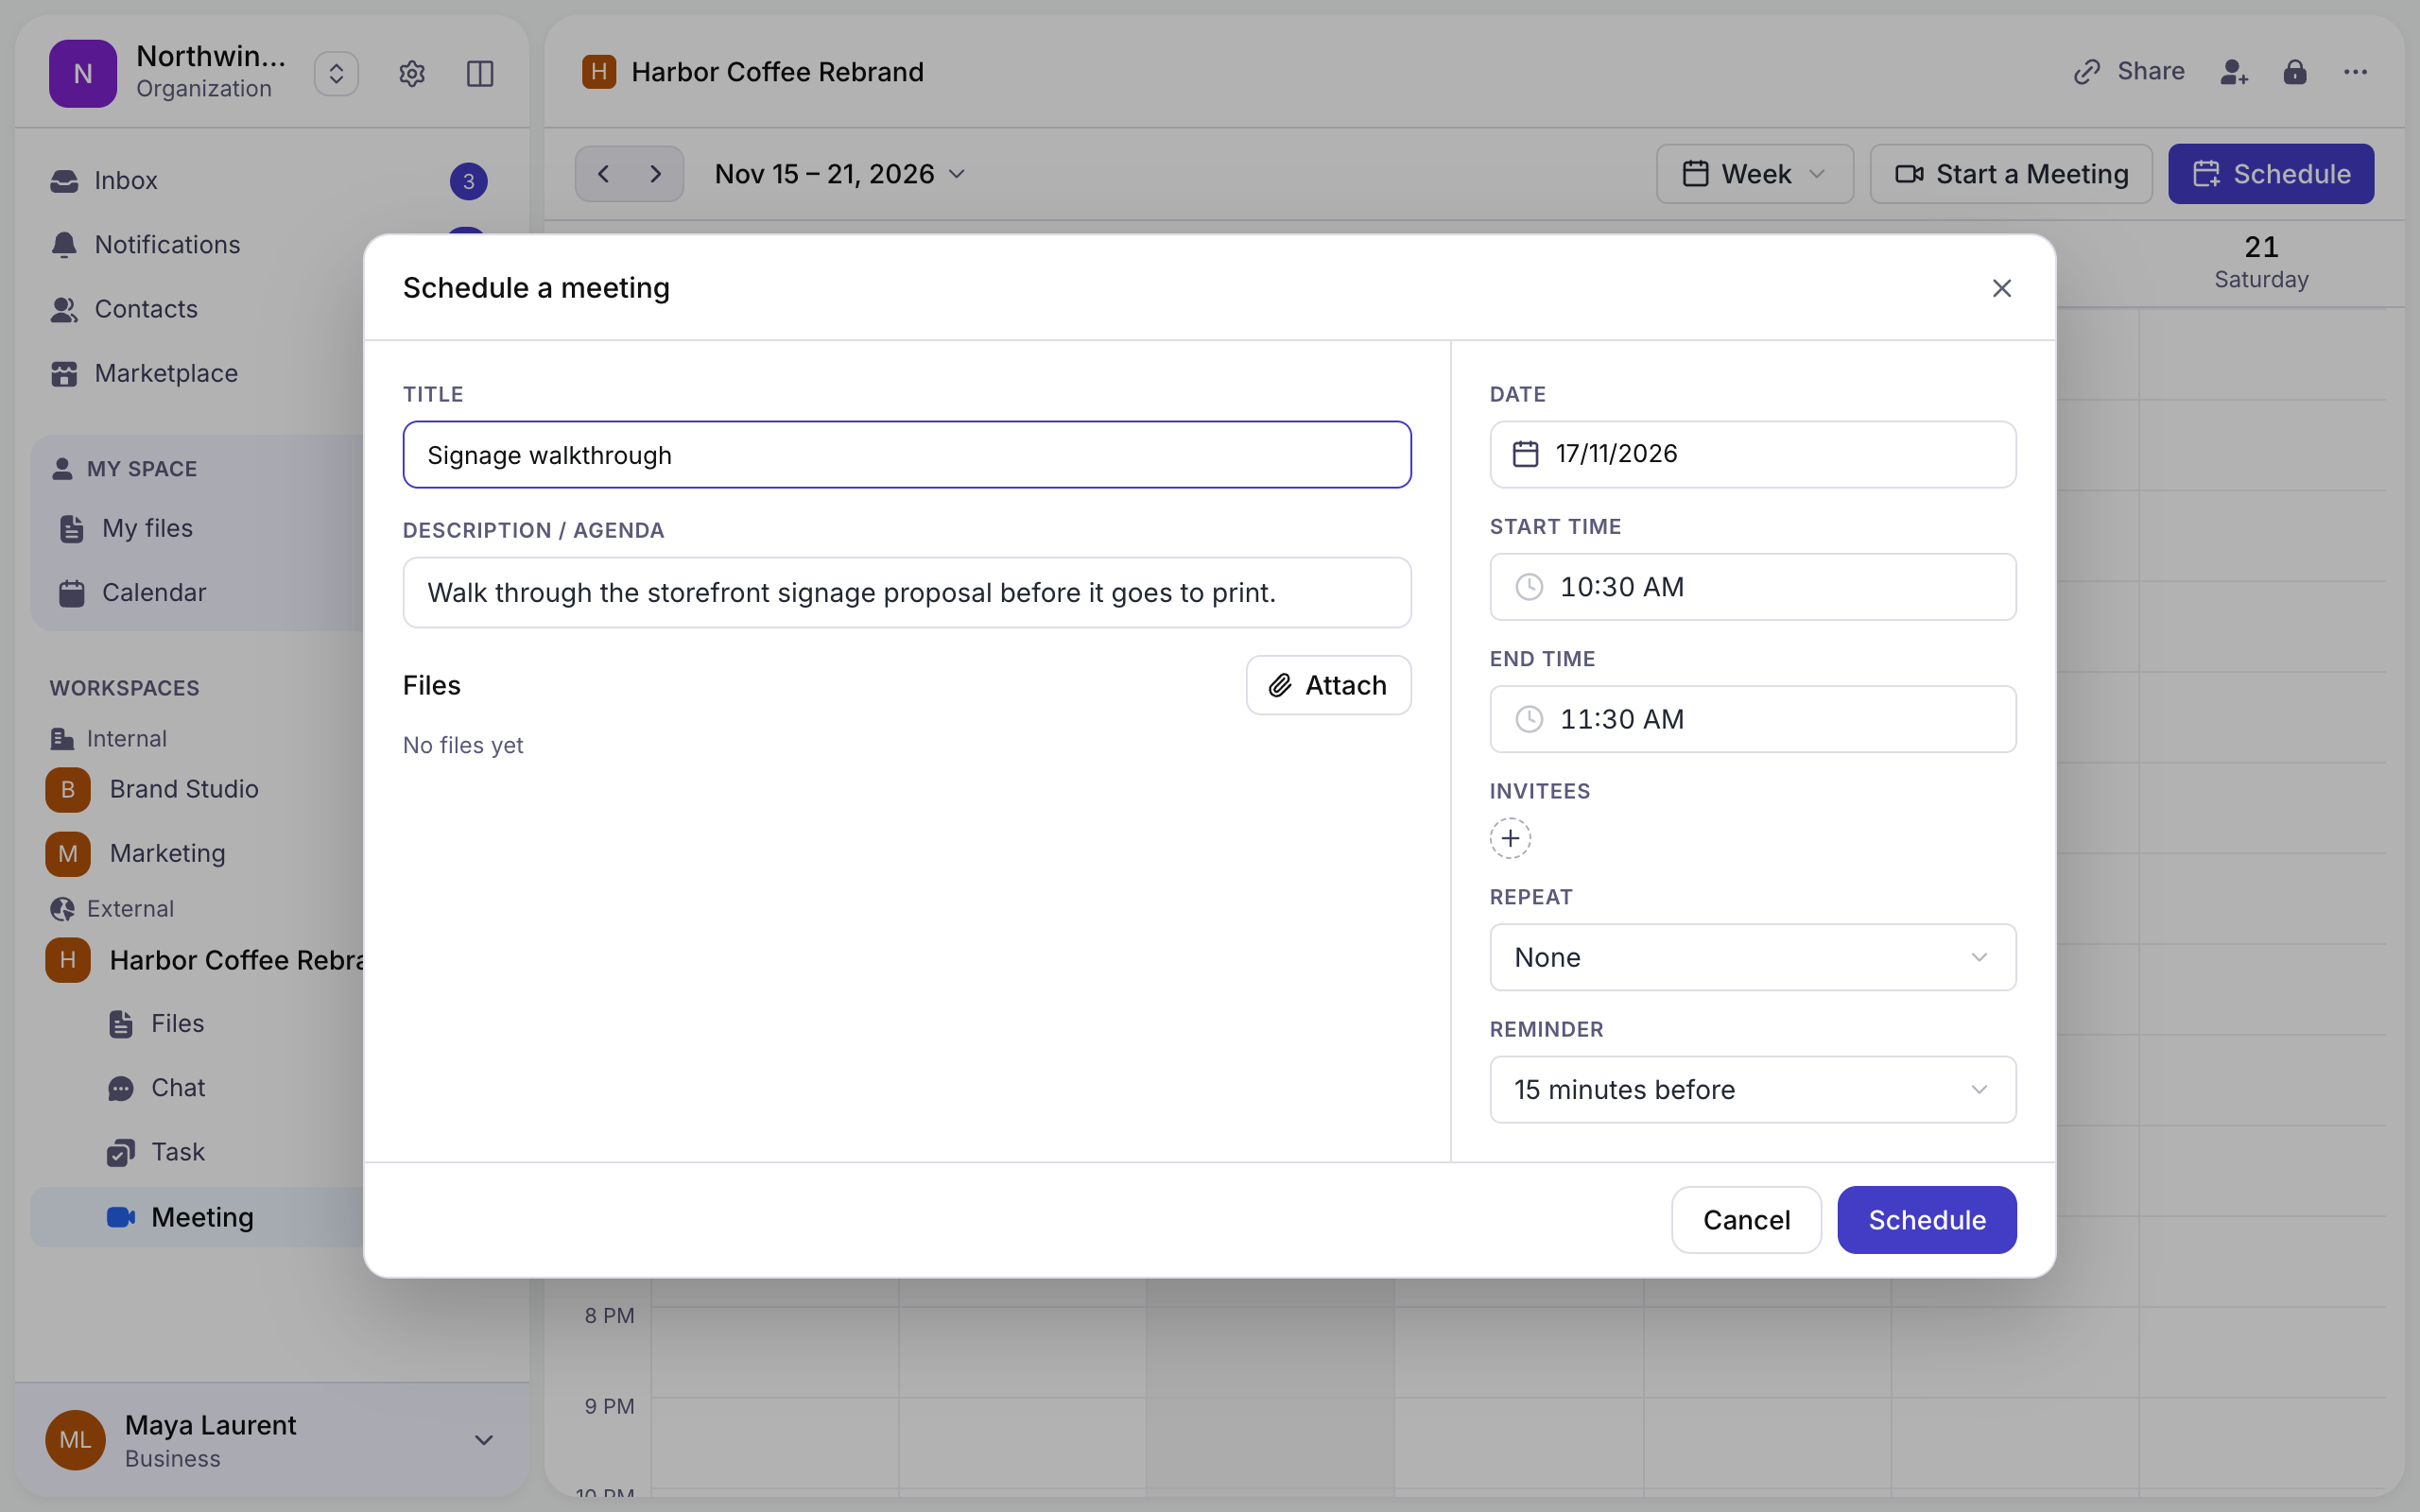 N
Northwin...
Organization
Inbox
3
Notifications
Contacts
Marketplace
MY SPACE
My files
Calendar
WORKSPACES
Internal
B
Brand Studio
M
Marketing
External
H
Harbor Coffee Rebra
Files
Chat
Task
Meeting
ML
Maya Laurent
Business
H
Harbor Coffee Rebrand
Share
Nov 15 – 21, 2026
Week
Start a Meeting
Schedule
21
Saturday
Schedule a meeting
TITLE
Signage walkthrough
DESCRIPTION / AGENDA
Walk through the storefront signage proposal before it goes to print.
Files
Attach
No files yet
DATE
17/11/2026
START TIME
10:30 AM
END TIME
11:30 AM
INVITEES
REPEAT
None
REMINDER
15 minutes before
Cancel
Schedule
8 PM
9 PM
10 PM